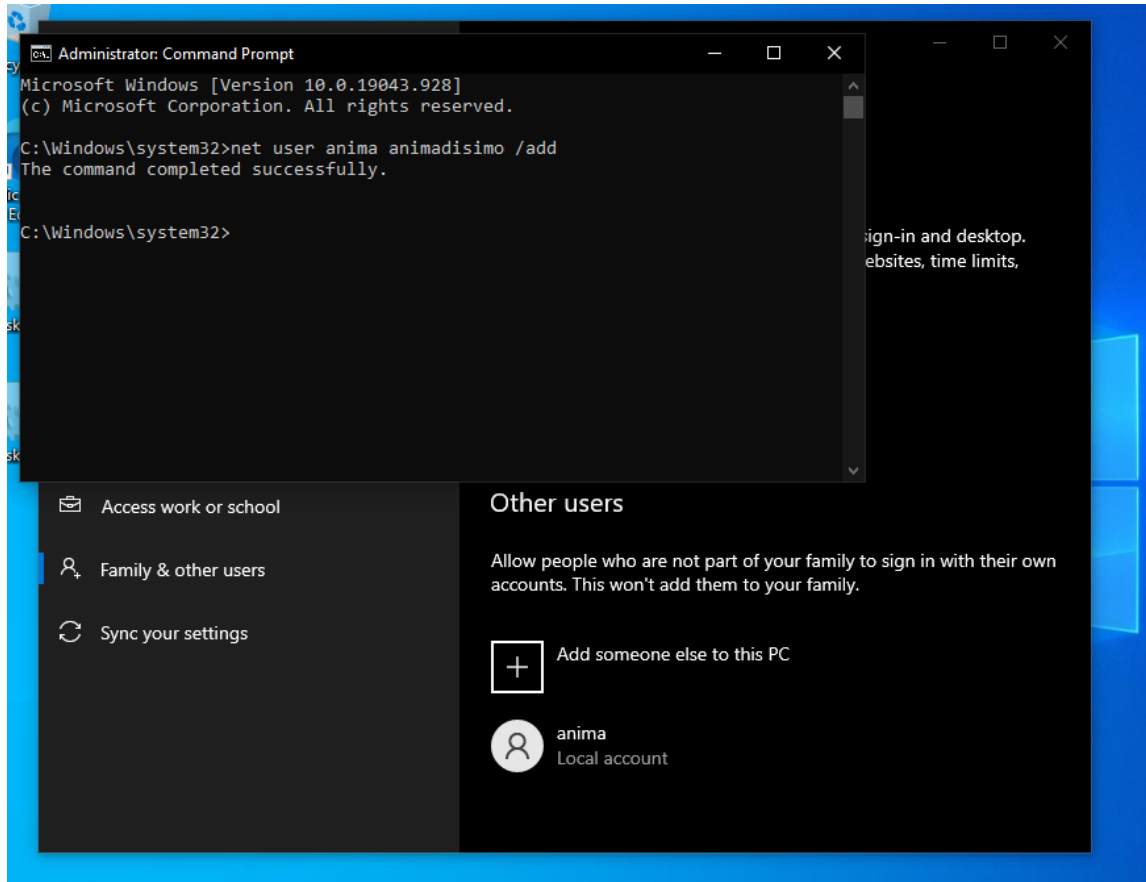 Administrator: Command Prompt
Microsoft Windows [Version 10.0.19043.928]
(c) Microsoft Corporation. All rights reserved.
C:\Windows\system32>net user anima animadisimo /add
The command completed successfully.
C:\Windows\system32>
sign-in and desktop.
ebsites, time limits,
Access work or school
Family & other users
Sync your settings
Other users
Allow people who are not part of your family to sign in with their own
accounts. This won't add them to your family.
Add someone else to this PC
anima
Local account